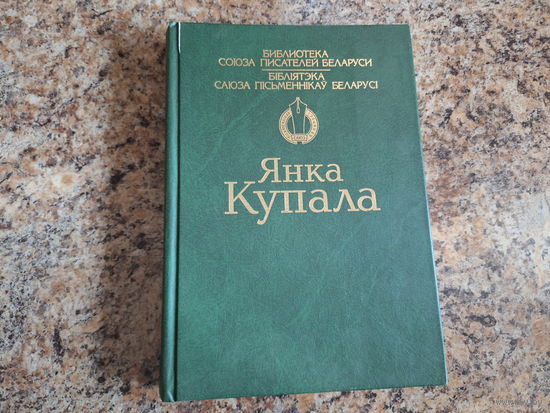 БИБЛИОТЕКА
СОЮЗА ПИСАТЕЛЕЙ БЕЛАРУСИ
БІБЛІЯТЭКА
САЮЗА ПІСЬМЕННІКАЎ БЕЛАРУСІ
ЯНКА
КУПАЛА